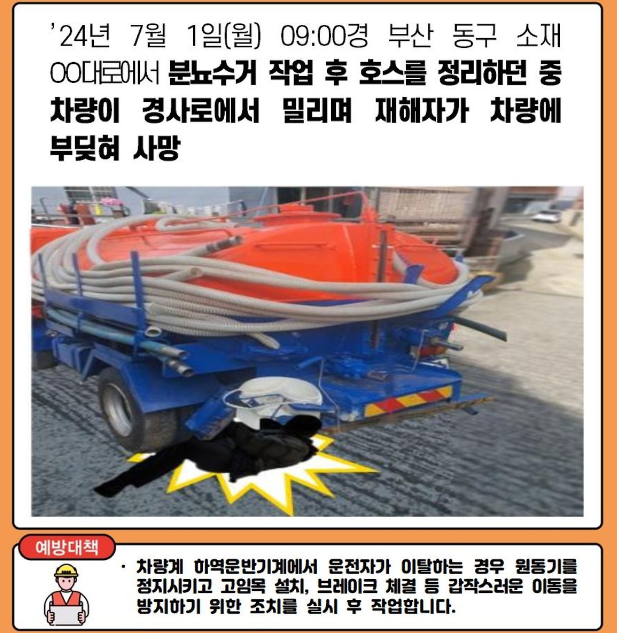 '24년 7월 1일(월) 09:00경 부산 동구 소재
OO대로에서 분뇨수거 작업 후 호스를 정리하던 중
차량이 경사로에서 밀리며 재해자가 차량에
부딪혀 사망
예방대책
· 차량계 하역운반기계에서 운전자가 이탈하는 경우 원동기를
정지시키고 고임목 설치, 브레이크 체결 등 갑작스러운 이동을
방지하기 위한 조치를 실시 후 작업합니다.